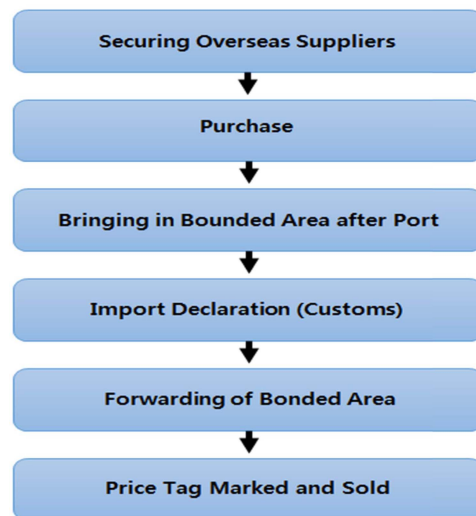 Securing Overseas Suppliers
Purchase
Bringing in Bounded Area after Port
Import Declaration (Customs)
Forwarding of Bonded Area
Price Tag Marked and Sold